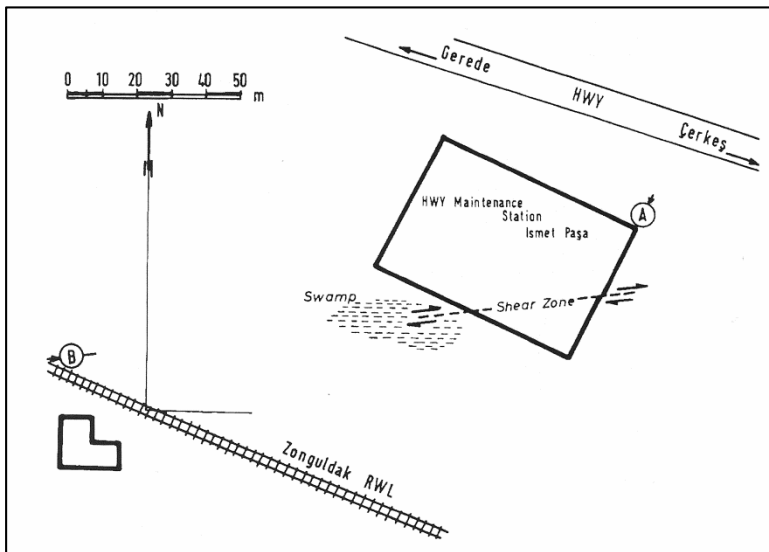 0 10 20 30 40 50
m
N
Gerede
HWY
Çerkeş
HWY Maintenance
Station
Ismet Paşa
A
Swamp
Shear Zone
B
Zonguldak RWL